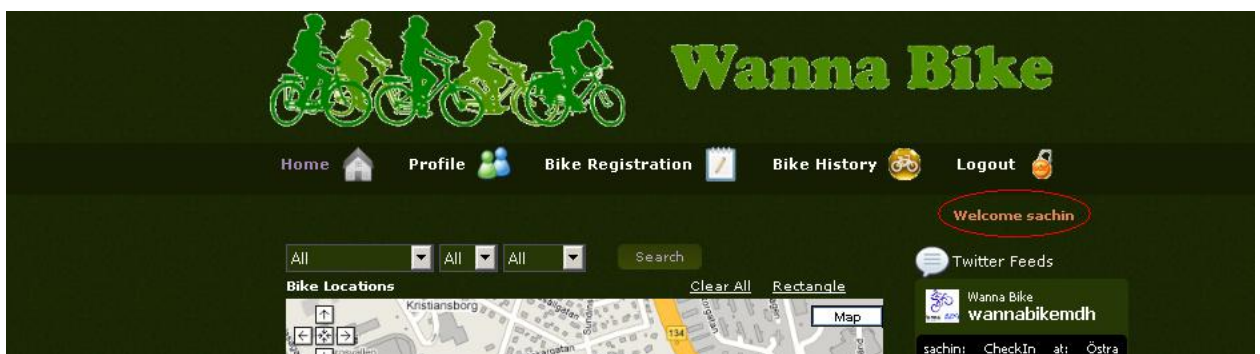 Wanna Bike
Home Profile Bike Registration Bike History Logout
Welcome sachin
All All All Search
Twitter Feeds
Bike Locations Clear All Rectangle
Wanna Bike
wannabikemdh
Kristiansborg
Map
134
sachin: CheckIn at: Östra